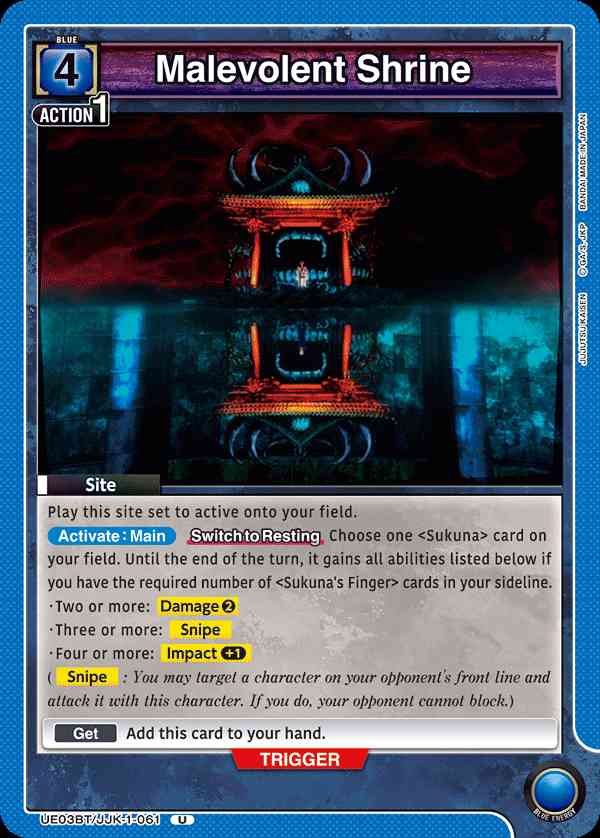 BLUE
4
Malevolent Shrine
ACTION 1
JUJUTSU KAISEN © GA/S, JKP BANDAI MADE IN JAPAN
Site
Play this site set to active onto your field.
Activate: Main Switch to Resting Choose one <Sukuna> card on
your field. Until the end of the turn, it gains all abilities listed below if
you have the required number of <Sukuna's Finger> cards in your sideline.
·Two or more: Damage 2
·Three or more: Snipe
·Four or more: Impact +1
( Snipe : You may target a character on your opponent's front line and
attack it with this character. If you do, your opponent cannot block.)
Get Add this card to your hand.
TRIGGER
UE03BT/JJK-1-061 U
BLUE ENERGY